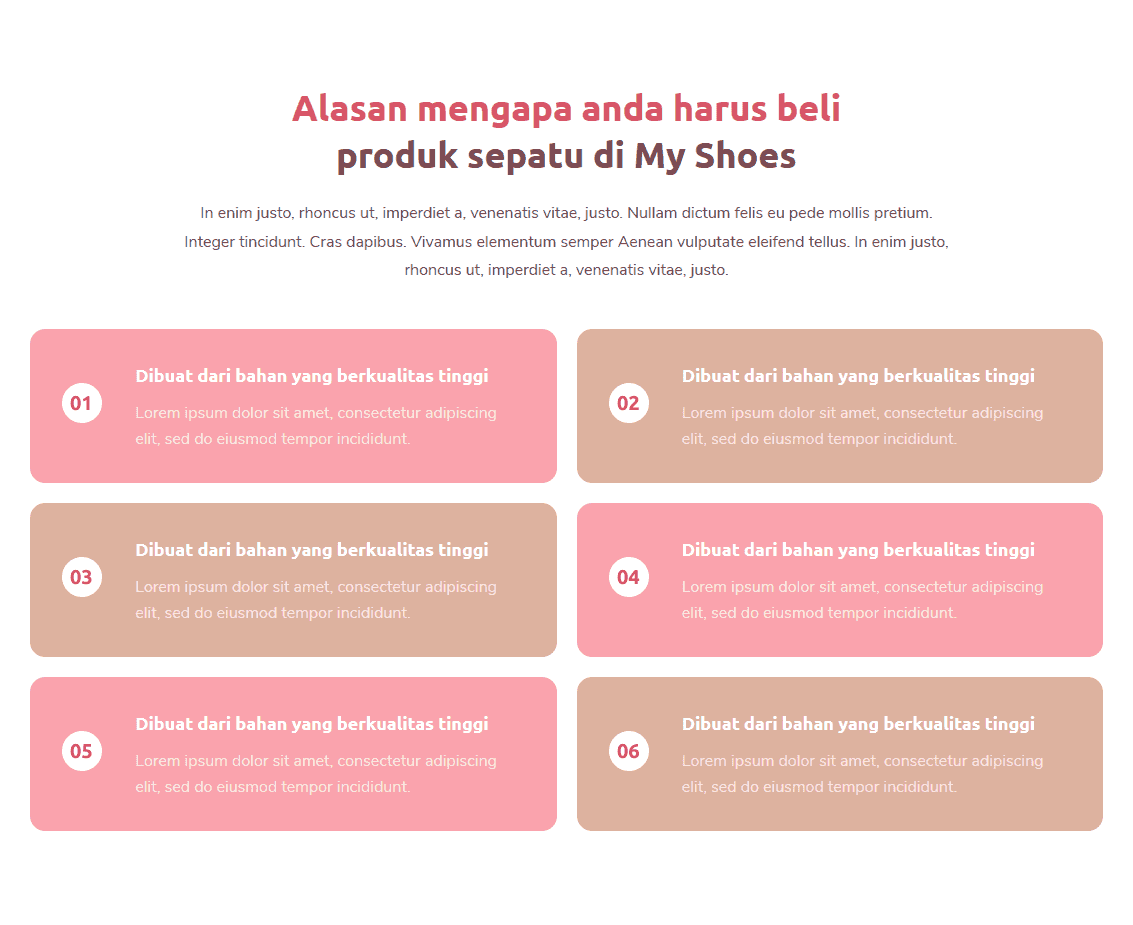 Alasan mengapa anda harus beli
produk sepatu di My Shoes
In enim justo, rhoncus ut, imperdiet a, venenatis vitae, justo. Nullam dictum felis eu pede mollis pretium.
Integer tincidunt. Cras dapibus. Vivamus elementum semper Aenean vulputate eleifend tellus. In enim justo,
rhoncus ut, imperdiet a, venenatis vitae, justo.
01
Dibuat dari bahan yang berkualitas tinggi
Lorem ipsum dolor sit amet, consectetur adipiscing
elit, sed do eiusmod tempor incididunt.
02
Dibuat dari bahan yang berkualitas tinggi
Lorem ipsum dolor sit amet, consectetur adipiscing
elit, sed do eiusmod tempor incididunt.
03
Dibuat dari bahan yang berkualitas tinggi
Lorem ipsum dolor sit amet, consectetur adipiscing
elit, sed do eiusmod tempor incididunt.
04
Dibuat dari bahan yang berkualitas tinggi
Lorem ipsum dolor sit amet, consectetur adipiscing
elit, sed do eiusmod tempor incididunt.
05
Dibuat dari bahan yang berkualitas tinggi
Lorem ipsum dolor sit amet, consectetur adipiscing
elit, sed do eiusmod tempor incididunt.
06
Dibuat dari bahan yang berkualitas tinggi
Lorem ipsum dolor sit amet, consectetur adipiscing
elit, sed do eiusmod tempor incididunt.